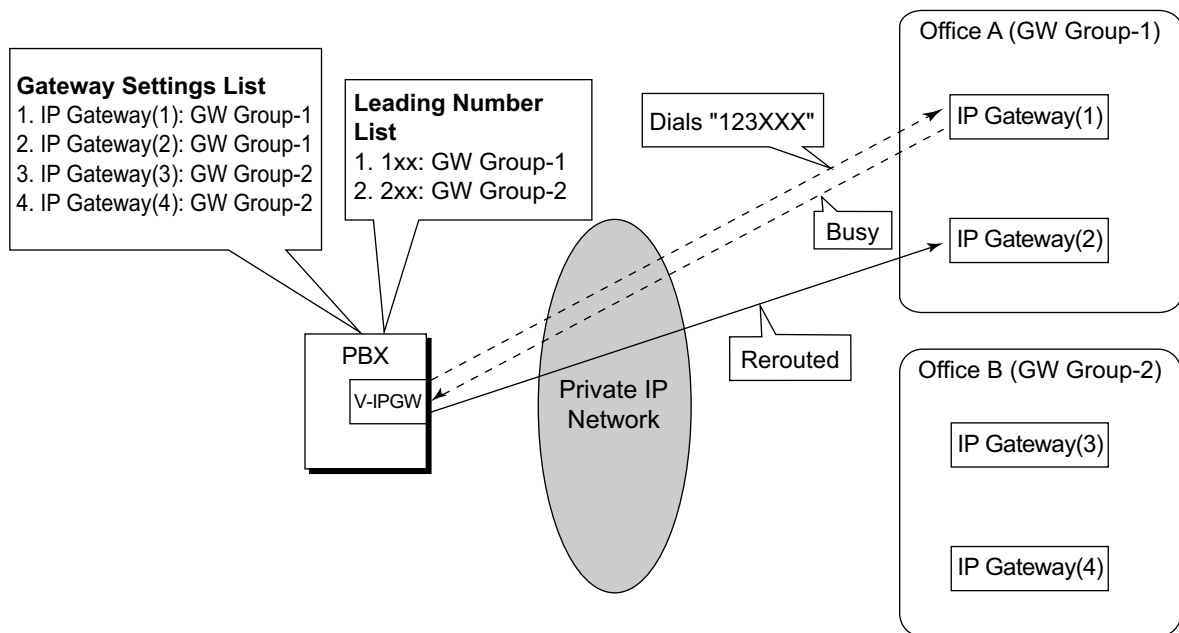 Gateway Settings List
1. IP Gateway(1): GW Group-1
2. IP Gateway(2): GW Group-1
3. IP Gateway(3): GW Group-2
4. IP Gateway(4): GW Group-2
Leading Number
List
1. 1xx: GW Group-1
2. 2xx: GW Group-2
Dials "123XXX"
Busy
Rerouted
PBX
V-IPGW
Private IP
Network
Office A (GW Group-1)
IP Gateway(1)
IP Gateway(2)
Office B (GW Group-2)
IP Gateway(3)
IP Gateway(4)